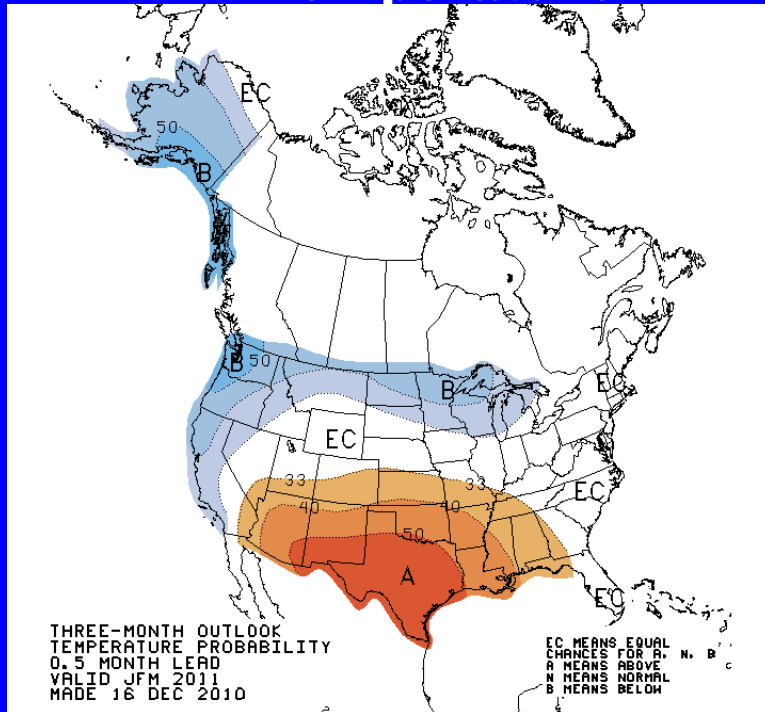 EC
50
B
50
B
B
EC
EC
33
33
EC
40
40
50
A
EC
THREE-MONTH OUTLOOK
TEMPERATURE PROBABILITY
0.5 MONTH LEAD
VALID JFM 2011
MADE 16 DEC 2010
EC MEANS EQUAL
CHANCES FOR A, N, B
A MEANS ABOVE
N MEANS NORMAL
B MEANS BELOW